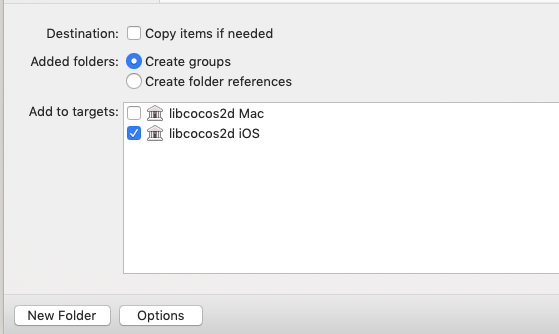 Destination: Copy items if needed
Added folders: Create groups
Create folder references
Add to targets: libcocos2d Mac
libcocos2d iOS
New Folder Options